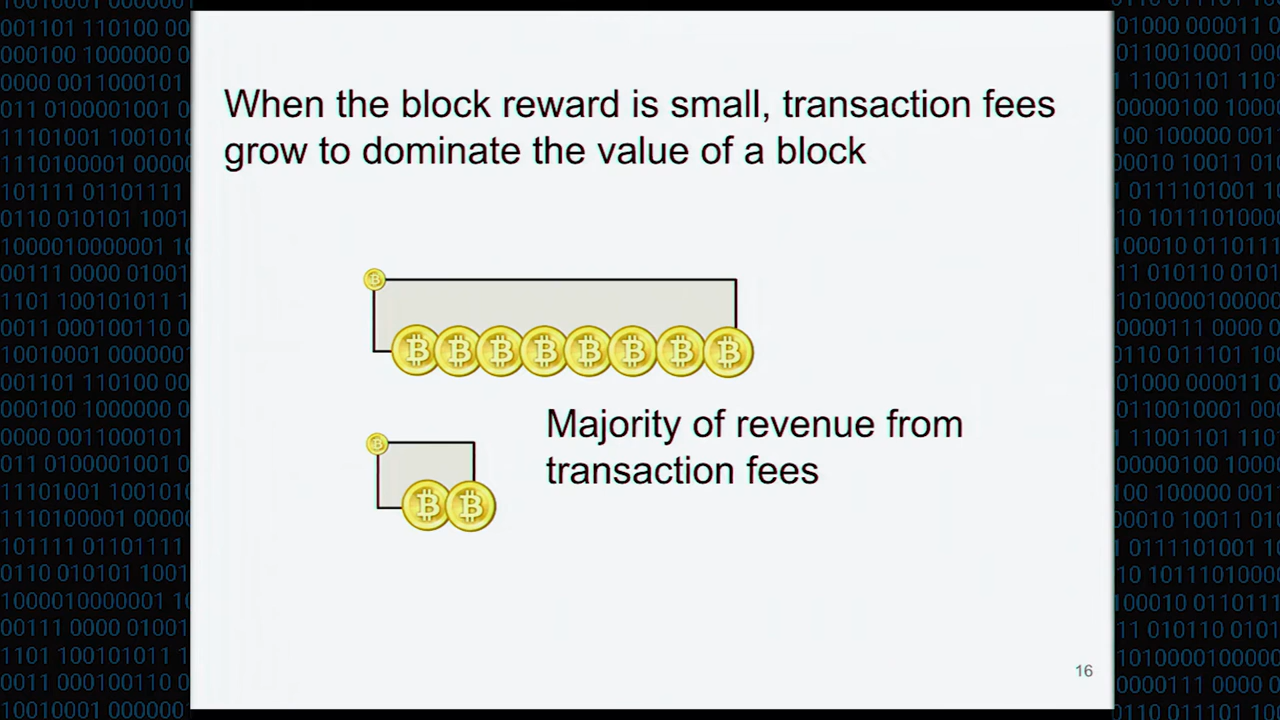 When the block reward is small, transaction fees
grow to dominate the value of a block
Majority of revenue from
transaction fees
16